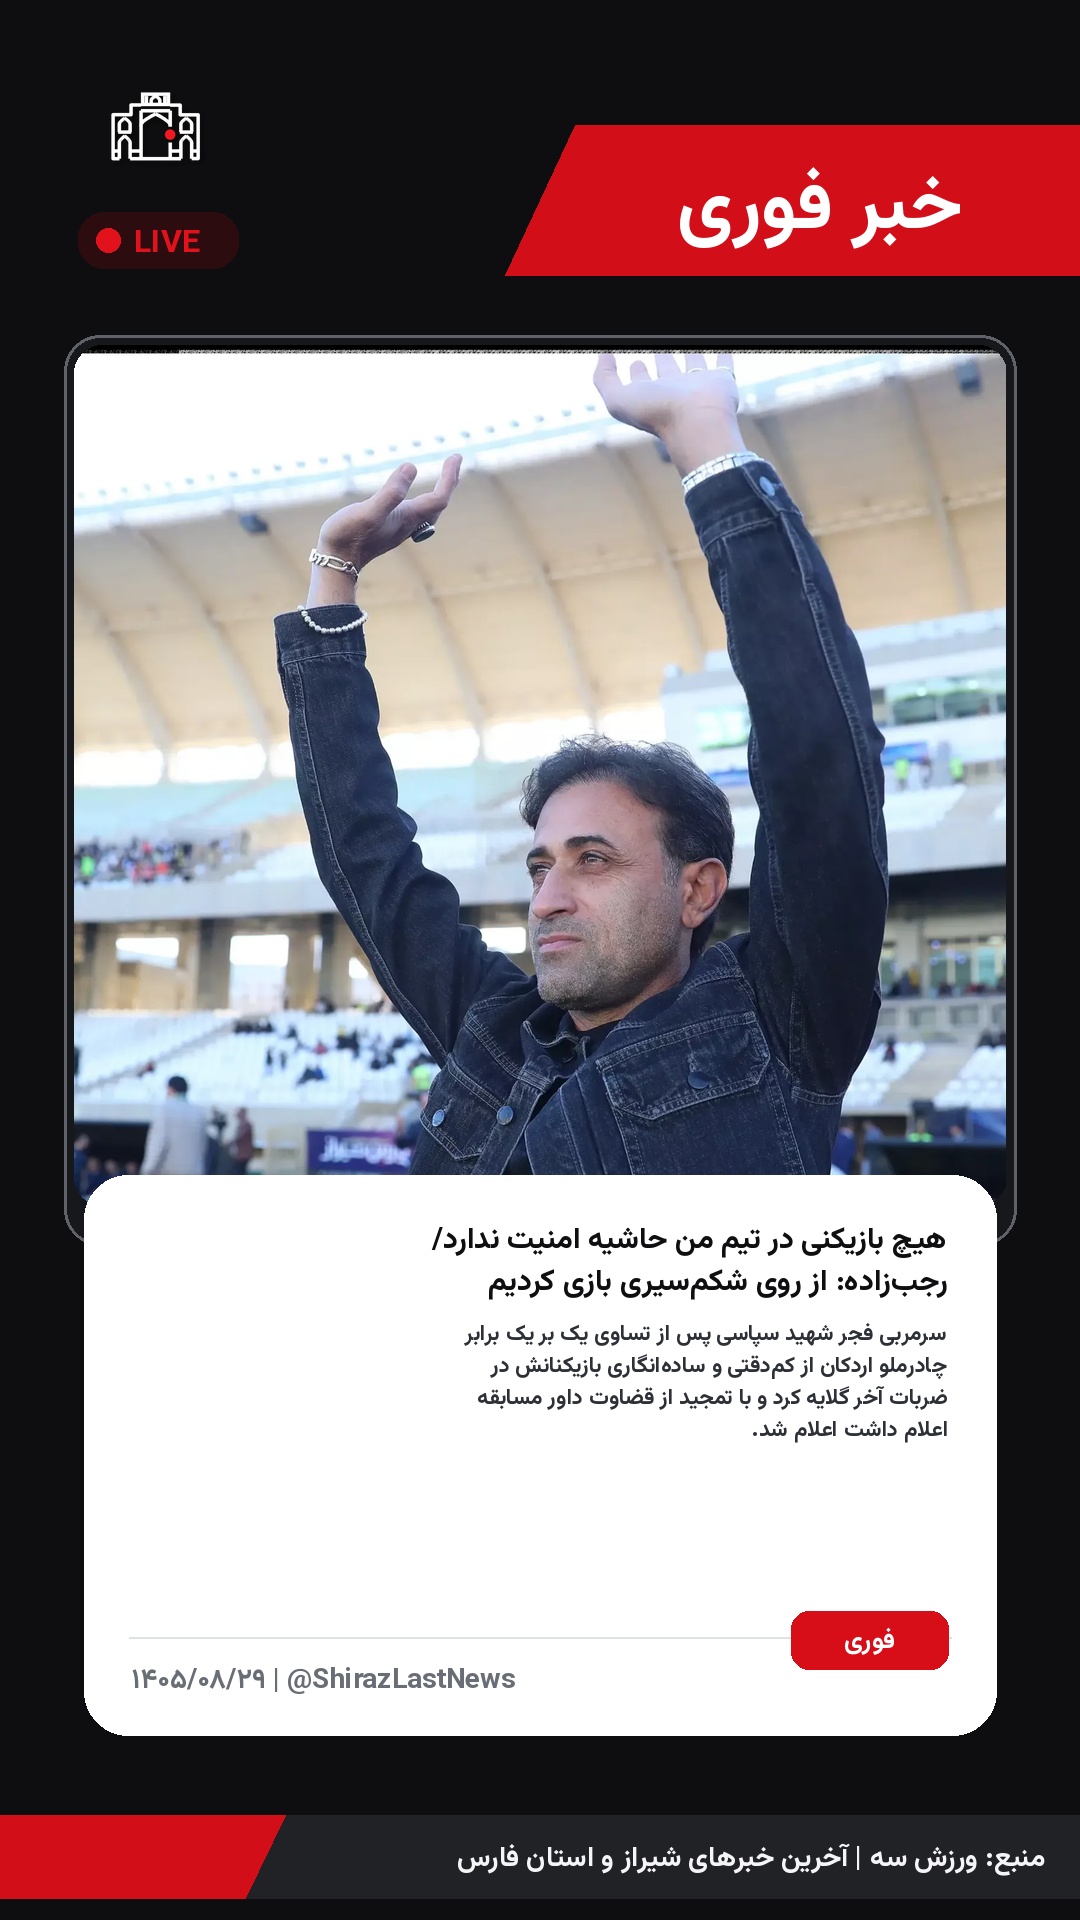 خبر فوری
LIVE
هیچ بازیکنی در تیم من حاشیه امنیت ندارد/
رجب‌زاده: از روی شکم‌سیری بازی کردیم
سرمربی فجر شهید سپاسی پس از تساوی یک بر یک برابر
چادرملو اردکان از کم‌دقتی و ساده‌انگاری بازیکنانش در
ضربات آخر گلایه کرد و با تمجید از قضاوت داور مسابقه
اعلام داشت اعلام شد.
فوری
۱۴۰۵/۰۸/۲۹ | @ShirazLastNews
منبع: ورزش سه | آخرین خبرهای شیراز و استان فارس